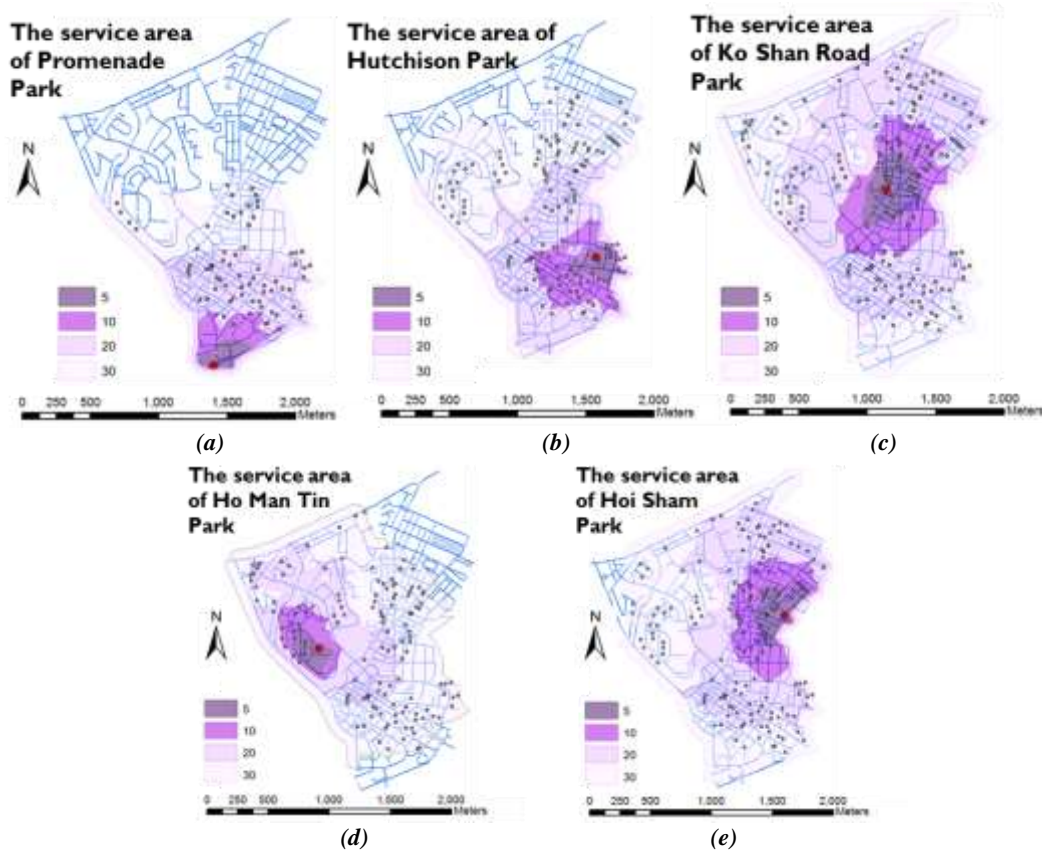 The service area
of Promenade
Park
N
5
10
20
30
0 250 500 1,000 1,500 2,000
Meters
(a)
The service area of
Hutchison Park
N
5
10
20
30
0 250 500 1,000 1,500 2,000
Meters
(b)
The service area
of Ko Shan Road
Park
N
5
10
20
30
0 250 500 1,000 1,500 2,000
Meters
(c)
The service area
of Ho Man Tin
Park
N
5
10
20
30
0 250 500 1,000 1,500 2,000
Meters
(d)
The service area
of Hoi Sham
Park
N
5
10
20
30
0 250 500 1,000 1,500 2,000
Meters
(e)